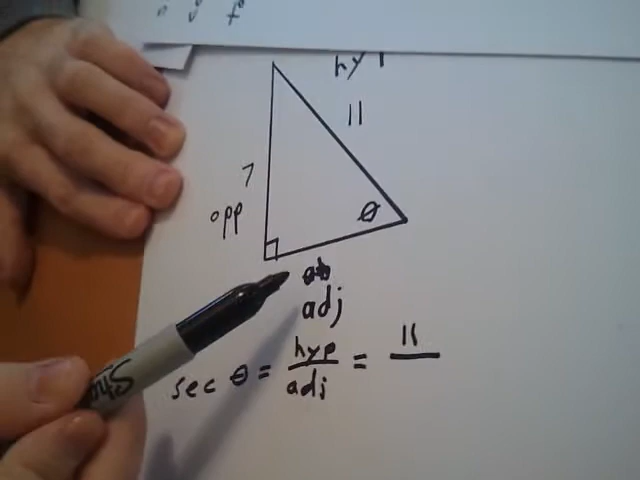 hyp
11
7
opp
θ
adj
sec θ = hyp/adj = 11